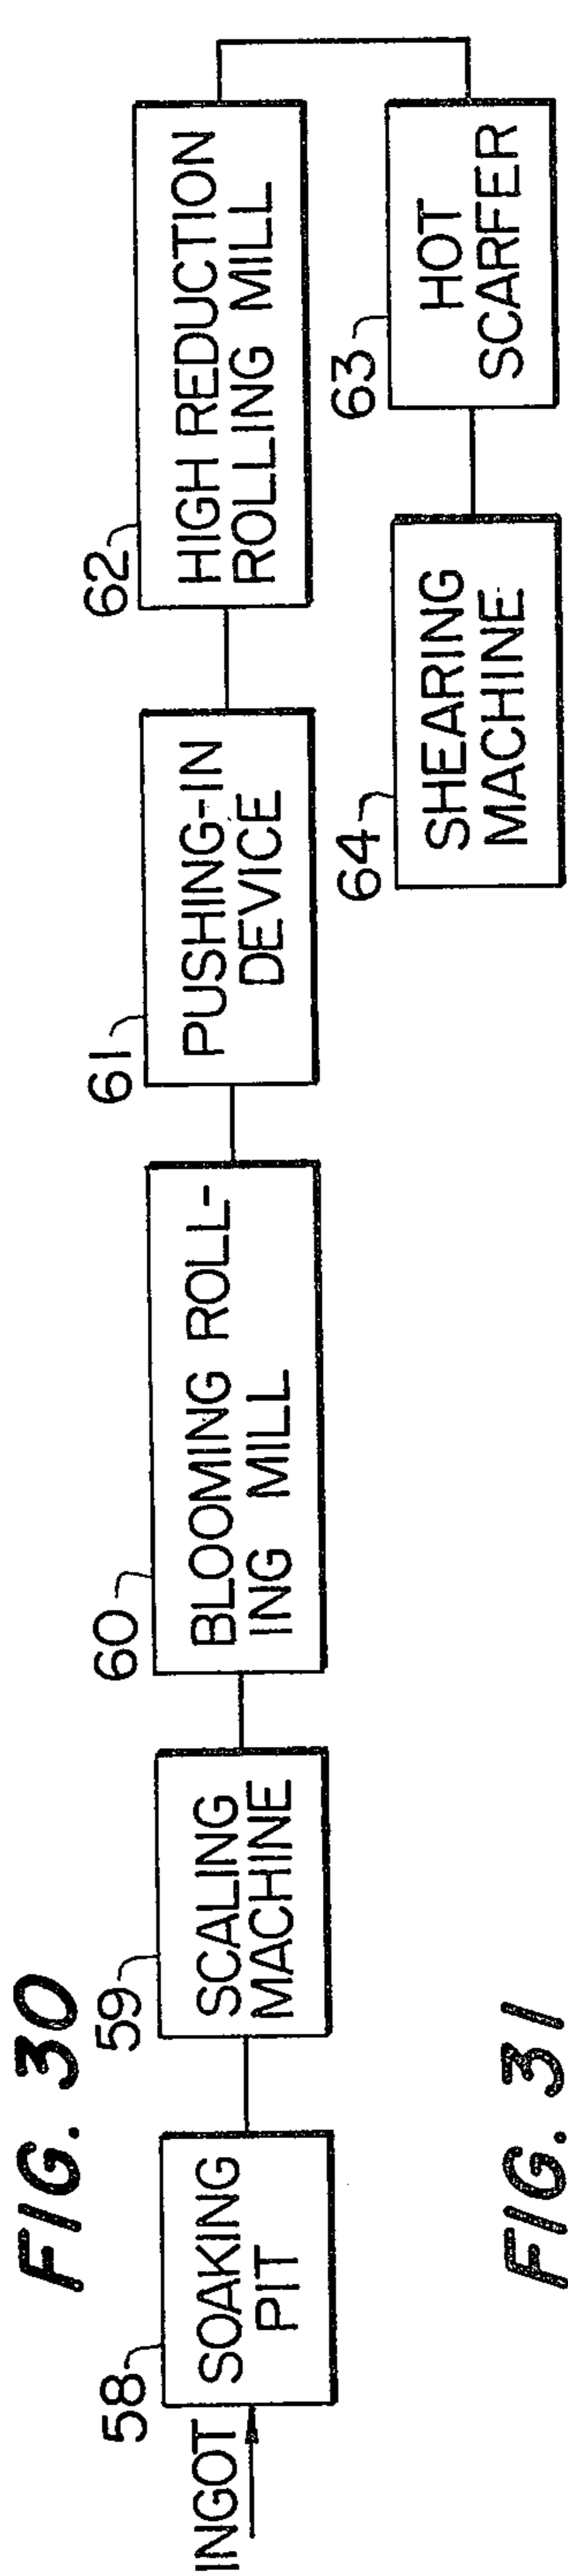 FIG. 30
INGOT
58
SOAKING
PIT
59
SCALING
MACHINE
60
BLOOMING ROLL-
ING MILL
61
PUSHING-IN
DEVICE
62
HIGH REDUCTION
ROLLING MILL
63
HOT
SCARFER
64
SHEARING
MACHINE
FIG. 31